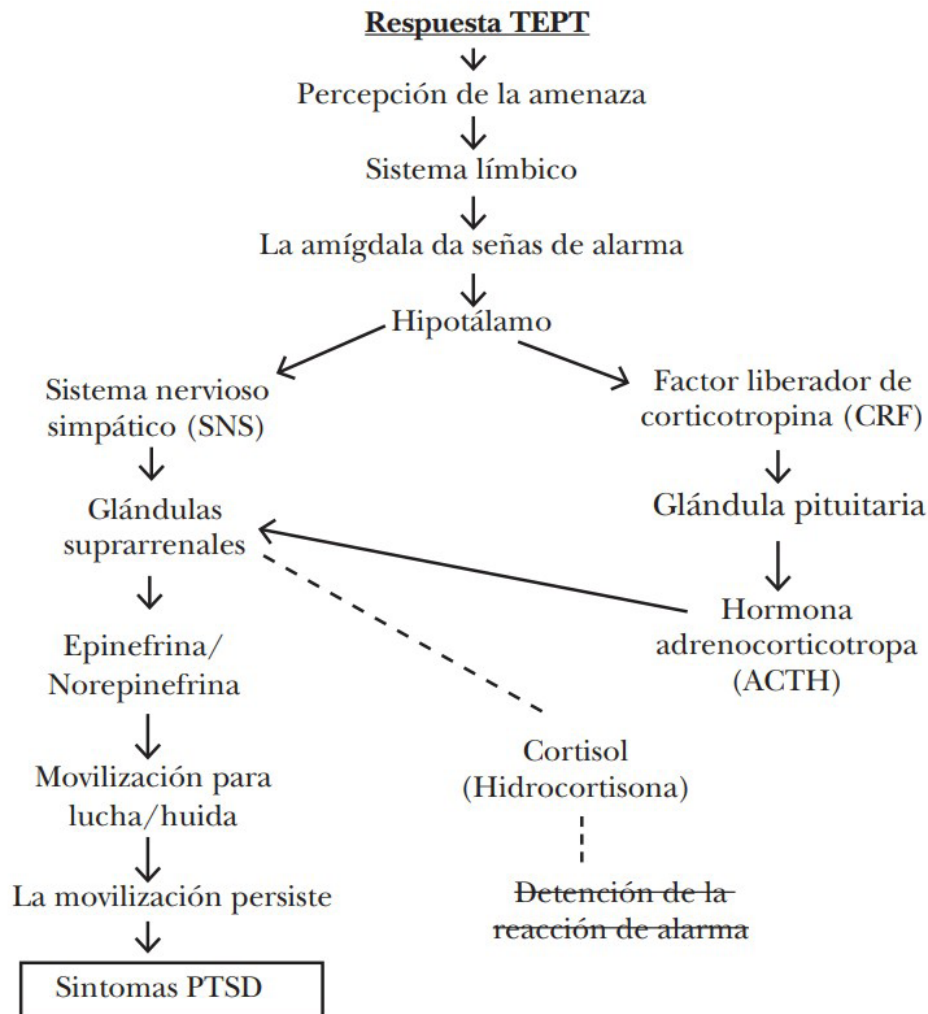 Respuesta TEPT
Percepción de la amenaza
Sistema límbico
La amígdala da señas de alarma
Hipotálamo
Sistema nervioso
simpático (SNS)
Factor liberador de
corticotropina (CRF)
Glándulas
suprarrenales
Glándula pituitaria
Epinefrina/
Norepinefrina
Hormona
adrenocorticotropa
(ACTH)
Movilización para
lucha/huida
Cortisol
(Hidrocortisona)
La movilización persiste
Detención de la
reacción de alarma
Sintomas PTSD